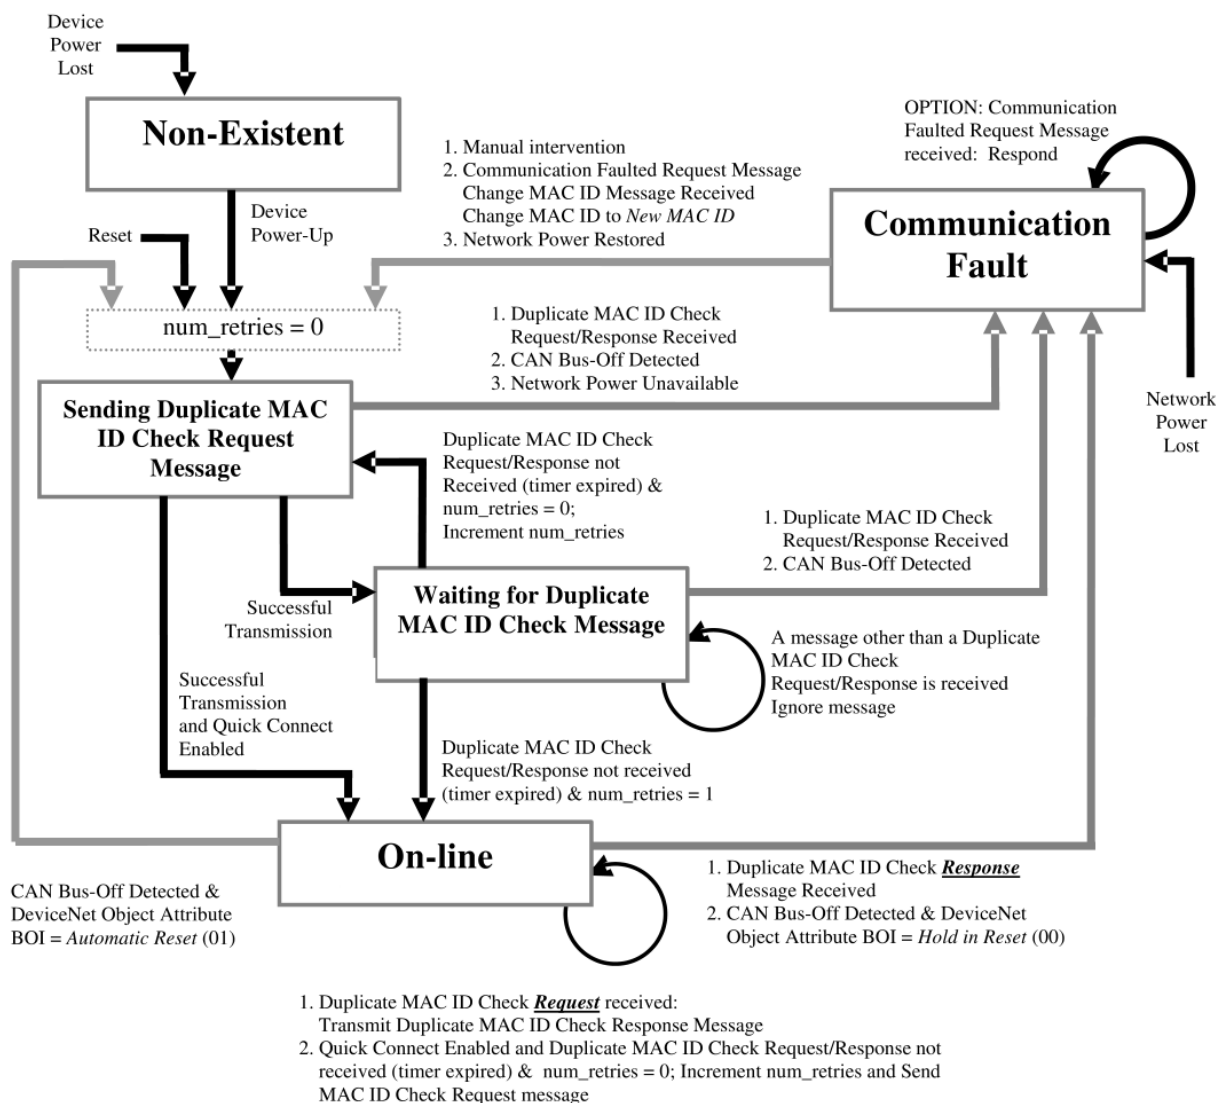 Device
Power
Lost
Non-Existent
Device
Power-Up
Reset
num_retries = 0
1. Manual intervention
2. Communication Faulted Request Message
Change MAC ID Message Received
Change MAC ID to New MAC ID
3. Network Power Restored
OPTION: Communication
Faulted Request Message
received: Respond
Communication
Fault
Network
Power
Lost
1. Duplicate MAC ID Check
Request/Response Received
2. CAN Bus-Off Detected
3. Network Power Unavailable
Sending Duplicate MAC
ID Check Request
Message
Duplicate MAC ID Check
Request/Response not
Received (timer expired) &
num_retries = 0;
Increment num_retries
1. Duplicate MAC ID Check
Request/Response Received
2. CAN Bus-Off Detected
Successful
Transmission
Waiting for Duplicate
MAC ID Check Message
A message other than a Duplicate
MAC ID Check
Request/Response is received
Ignore message
Successful
Transmission
and Quick Connect
Enabled
Duplicate MAC ID Check
Request/Response not received
(timer expired) & num_retries = 1
On-line
CAN Bus-Off Detected &
DeviceNet Object Attribute
BOI = Automatic Reset (01)
1. Duplicate MAC ID Check Response
Message Received
2. CAN Bus-Off Detected & DeviceNet
Object Attribute BOI = Hold in Reset (00)
1. Duplicate MAC ID Check Request received:
Transmit Duplicate MAC ID Check Response Message
2. Quick Connect Enabled and Duplicate MAC ID Check Request/Response not
received (timer expired) & num_retries = 0; Increment num_retries and Send
MAC ID Check Request message